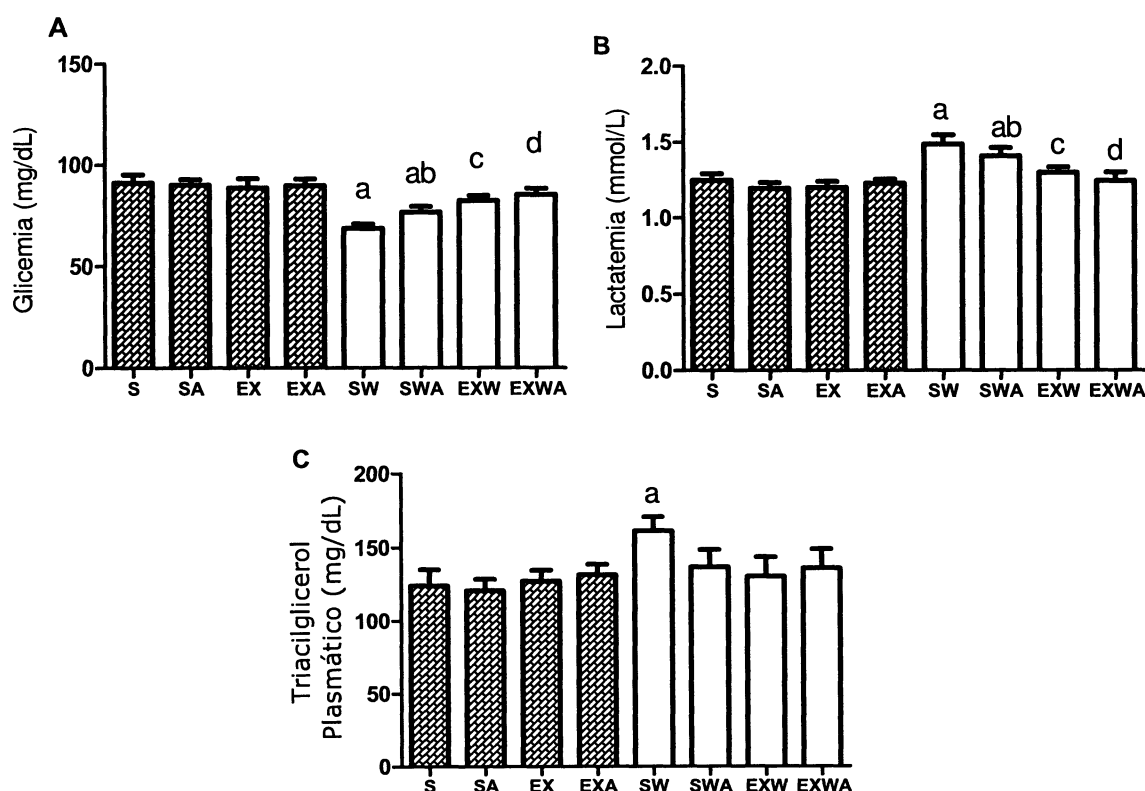 A
Glicemia (mg/dL)
150
100
50
0
a
ab
c
d
S SA EX EXA SW SWA EXW EXWA
B
Lactatemia (mmol/L)
2.0
1.5
1.0
0.5
0.0
a
ab
c
d
S SA EX EXA SW SWA EXW EXWA
C
Triacilglicerol
Plasmático (mg/dL)
200
150
100
50
0
a
S SA EX EXA SW SWA EXW EXWA